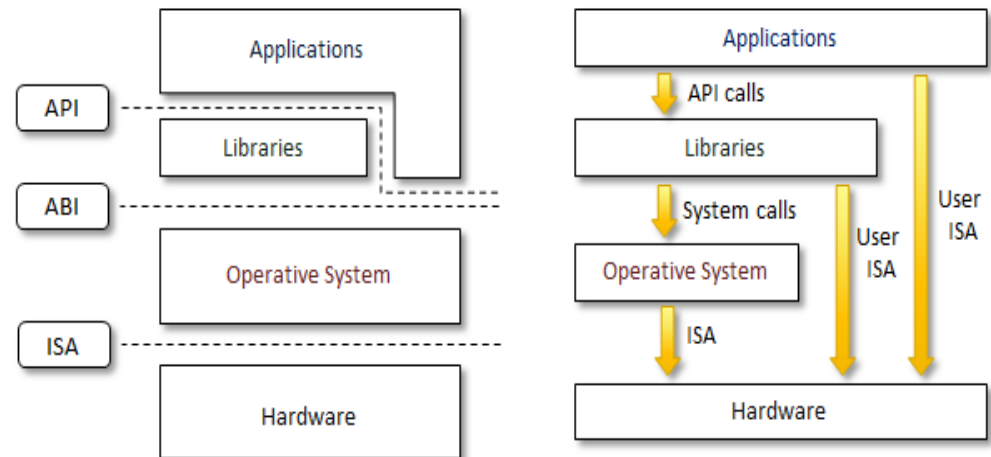 Applications
API
Libraries
ABI
Operative System
ISA
Hardware
Applications
API calls
Libraries
System calls
User
ISA
User
ISA
Operative System
ISA
Hardware